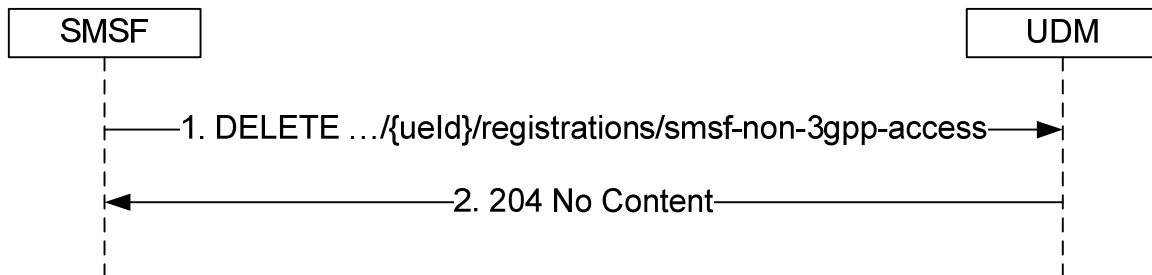 SMSF
UDM
1. DELETE …/{ueId}/registrations/smsf-non-3gpp-access
2. 204 No Content